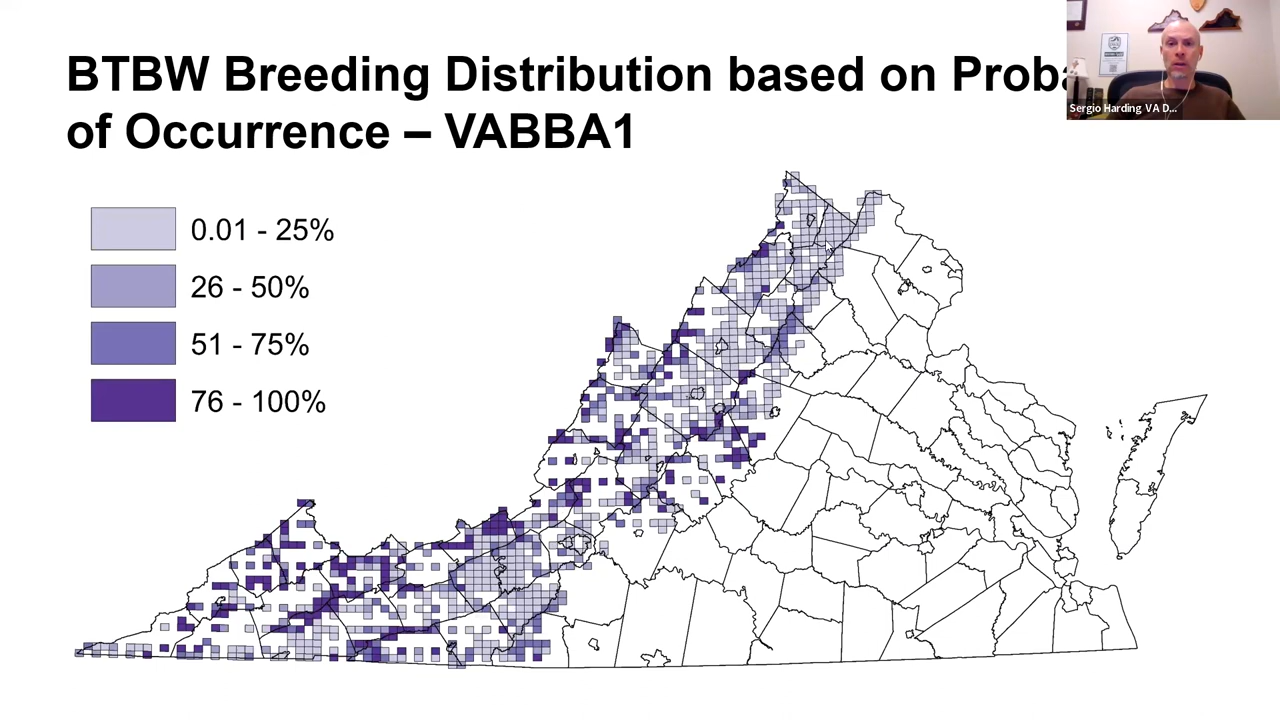 BTBW Breeding Distribution based on Proba
of Occurrence – VABBA1
Sergio Harding VA D...
0.01 - 25%
26 - 50%
51 - 75%
76 - 100%